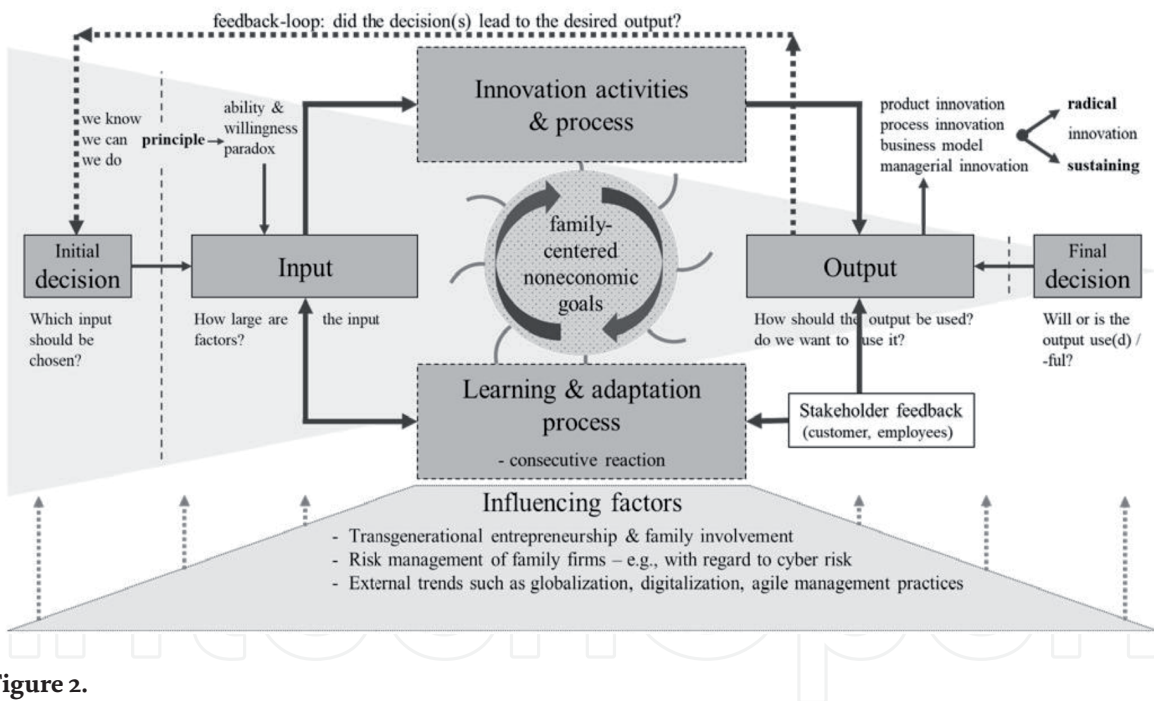 feedback-loop: did the decision(s) lead to the desired output?
we know
we can
we do
principle
ability &
willingness
paradox
Innovation activities
& process
product innovation
process innovation
business model
managerial innovation
radical
innovation
sustaining
Initial
decision
Input
family-
centered
noneconomic
goals
Output
Final
decision
Which input
should be
chosen?
How large are the input
factors?
How should the output be used?
do we want to use it?
Will or is the
output use(d) /
-ful?
Learning & adaptation
process
- consecutive reaction
Stakeholder feedback
(customer, employees)
Influencing factors
- Transgenerational entrepreneurship & family involvement
- Risk management of family firms – e.g., with regard to cyber risk
- External trends such as globalization, digitalization, agile management practices
igure 2.